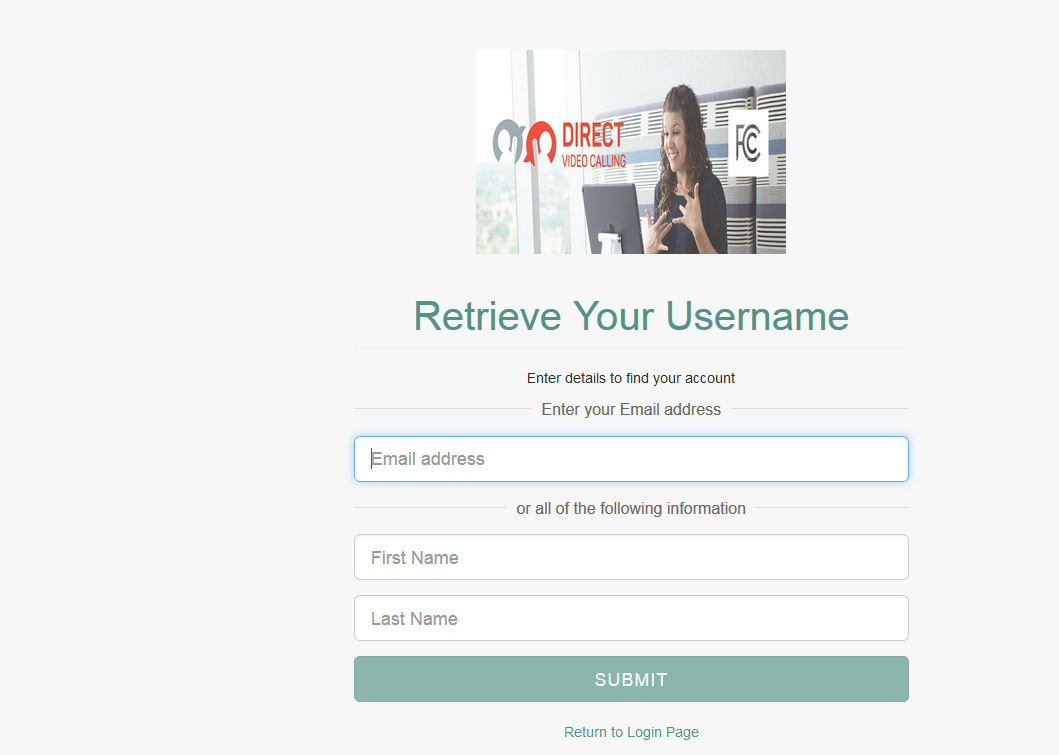 DIRECT
VIDEO CALLING
FCC
Retrieve Your Username
Enter details to find your account
Enter your Email address
Email address
or all of the following information
First Name
Last Name
SUBMIT
Return to Login Page